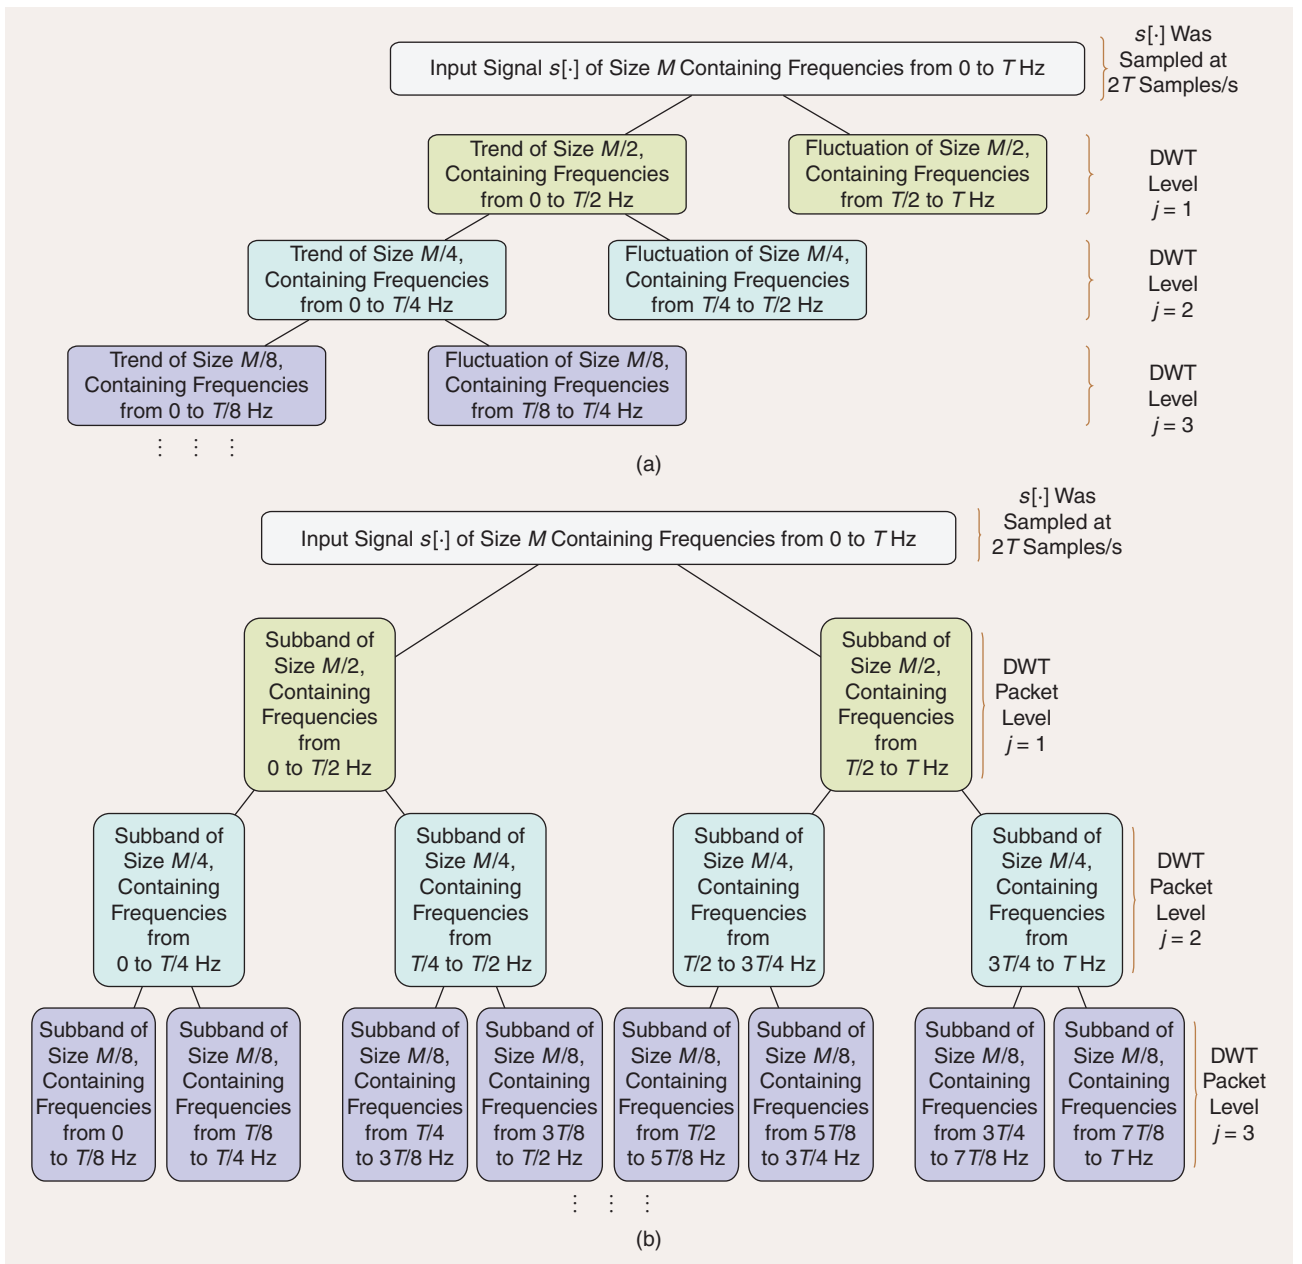 Input Signal s[·] of Size M Containing Frequencies from 0 to T Hz
s[·] Was
Sampled at
2T Samples/s
Trend of Size M/2,
Containing Frequencies
from 0 to T/2 Hz
Fluctuation of Size M/2,
Containing Frequencies
from T/2 to T Hz
DWT
Level
j = 1
Trend of Size M/4,
Containing Frequencies
from 0 to T/4 Hz
Fluctuation of Size M/4,
Containing Frequencies
from T/4 to T/2 Hz
DWT
Level
j = 2
Trend of Size M/8,
Containing Frequencies
from 0 to T/8 Hz
Fluctuation of Size M/8,
Containing Frequencies
from T/8 to T/4 Hz
DWT
Level
j = 3
(a)
Input Signal s[·] of Size M Containing Frequencies from 0 to T Hz
s[·] Was
Sampled at
2T Samples/s
Subband of
Size M/2,
Containing
Frequencies
from
0 to T/2 Hz
Subband of
Size M/2,
Containing
Frequencies
from
T/2 to T Hz
DWT
Packet
Level
j = 1
Subband of
Size M/4,
Containing
Frequencies
from
0 to T/4 Hz
Subband of
Size M/4,
Containing
Frequencies
from
T/4 to T/2 Hz
Subband of
Size M/4,
Containing
Frequencies
from
T/2 to 3T/4 Hz
Subband of
Size M/4,
Containing
Frequencies
from
3T/4 to T Hz
DWT
Packet
Level
j = 2
Subband of
Size M/8,
Containing
Frequencies
from 0
to T/8 Hz
Subband of
Size M/8,
Containing
Frequencies
from T/8
to T/4 Hz
Subband of
Size M/8,
Containing
Frequencies
from T/4
to 3T/8 Hz
Subband of
Size M/8,
Containing
Frequencies
from 3T/8
to T/2 Hz
Subband of
Size M/8,
Containing
Frequencies
from T/2
to 5T/8 Hz
Subband of
Size M/8,
Containing
Frequencies
from 5T/8
to 3T/4 Hz
Subband of
Size M/8,
Containing
Frequencies
from 3T/4
to 7T/8 Hz
Subband of
Size M/8,
Containing
Frequencies
from 7T/8
to T Hz
DWT
Packet
Level
j = 3
(b)